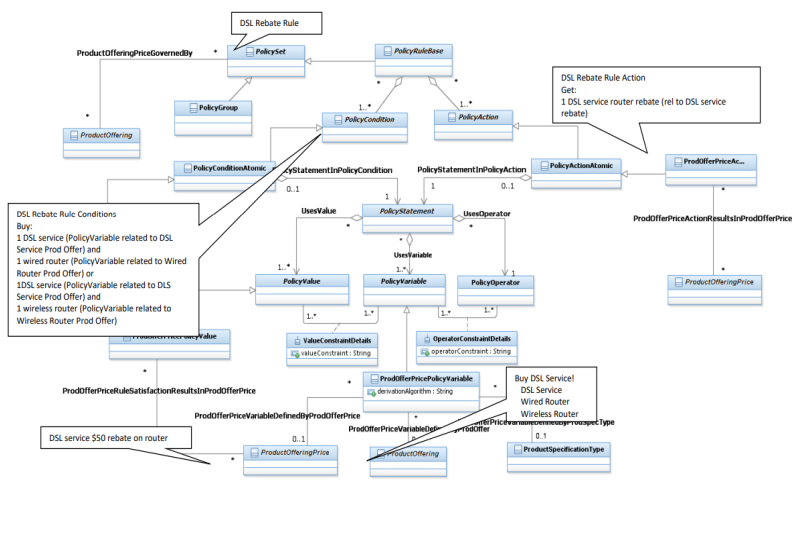 DSL Rebate Rule
ProductOfferingPriceGovernedBy
*
PolicySet
PolicyRuleBase
*
*
*
DSL Rebate Rule Action
Get:
1 DSL service router rebate (rel to DSL service
rebate)
PolicyGroup
1..*
1..*
PolicyCondition
PolicyAction
ProductOffering
PolicyConditionAtomic
PolicyStatementInPolicyAction
PolicyActionAtomic
ProdOfferPriceAc...
0..1
1
1
0..1
DSL Rebate Rule Conditions
Buy:
1 DSL service (PolicyVariable related to DSL
Service Prod Offer) and
1 wired router (PolicyVariable related to Wired
Router Prod Offer) or
1DSL service (PolicyVariable related to DLS
Service Prod Offer) and
1 wireless router (PolicyVariable related to
Wireless Router Prod Offer)
UsesValue
PolicyStatement
UsesOperator
ProdOfferPriceActionResultsInProdOfferPrice
*
*
*
*
UsesVariable
1..*
1..*
1
*
PolicyValue
PolicyVariable
PolicyOperator
ProductOfferingPrice
1..*
1..*
1..*
1..*
ValueConstraintDetails
valueConstraint : String
OperatorConstraintDetails
operatorConstraint : String
*
ProdOfferPricePolicyVariable
derivationAlgorithm : String
*
*
*
Buy DSL Service!
DSL Service
Wired Router
Wireless Router
ProdOfferPriceRuleSatisfactionResultsInProdOfferPrice
ProdOfferPriceVariableDefinedByProdOfferPrice
DSL service $50 rebate on router
0..1
0..1
*
ProductOfferingPrice
ProductOffering
ProductSpecificationType